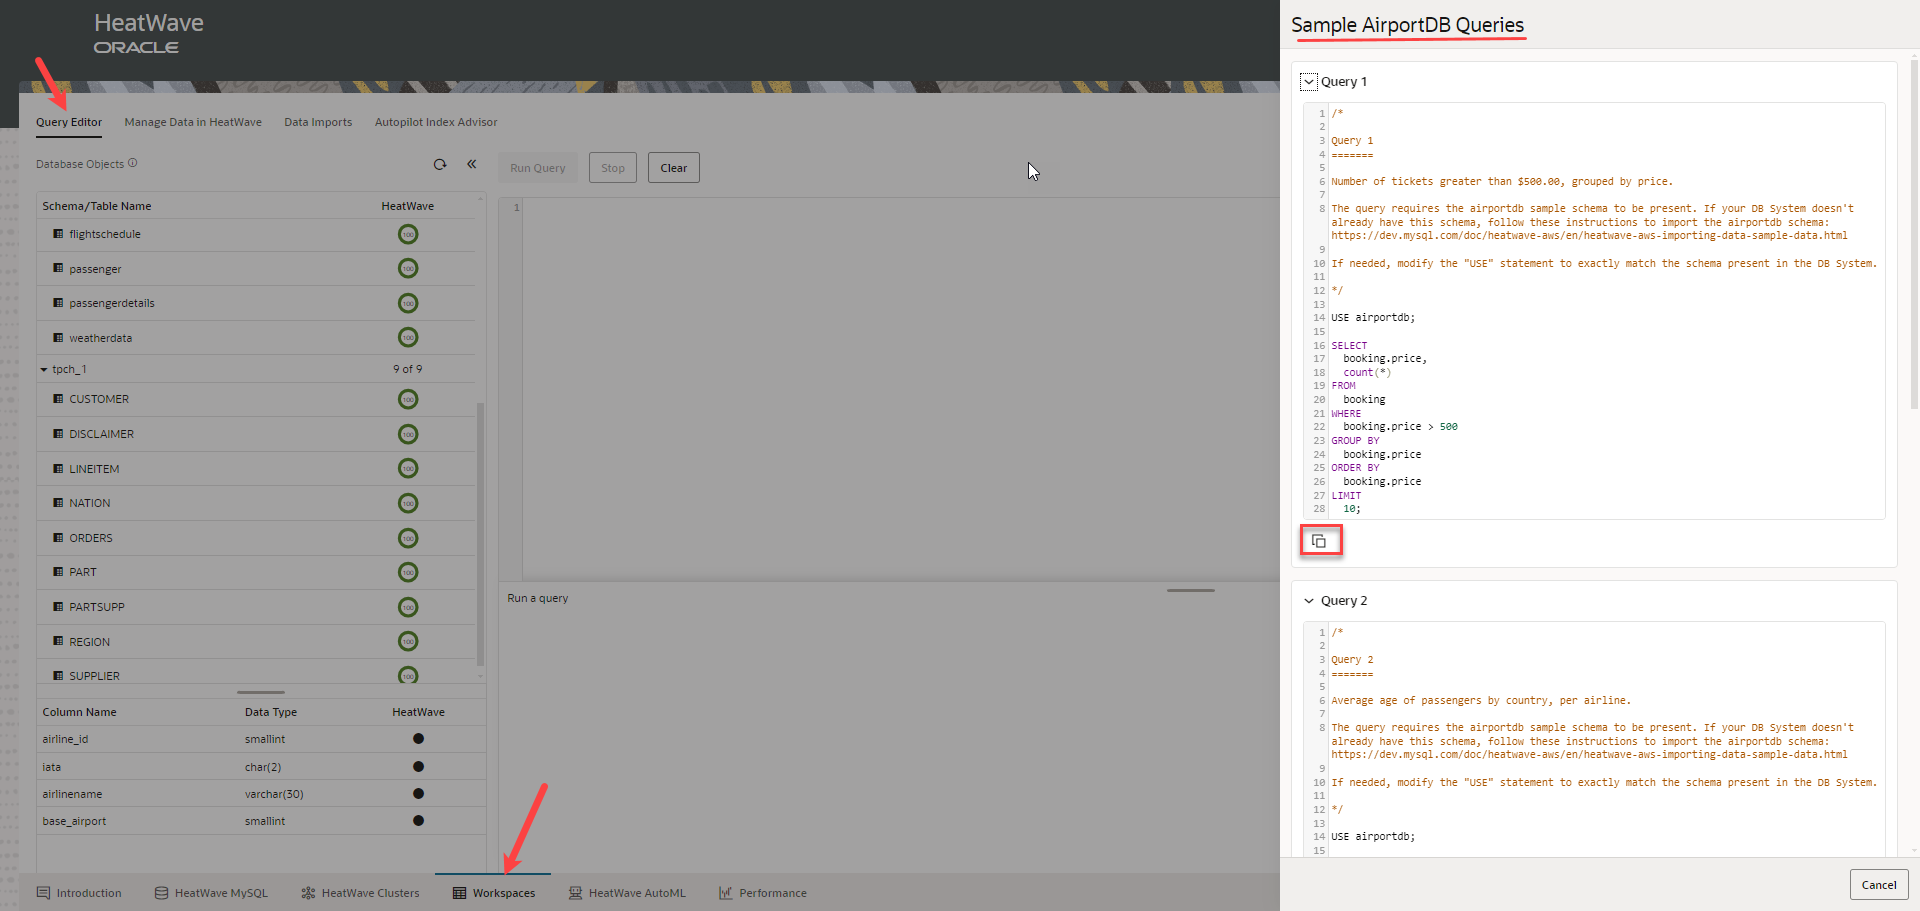 HeatWave
ORACLE
Query Editor
Manage Data in HeatWave
Data Imports
Autopilot Index Advisor
Database Objects
Run Query
Stop
Clear
Schema/Table Name HeatWave
flightschedule 100
passenger 100
passengerdetails 100
weatherdata 100
tpch_1 9 of 9
CUSTOMER 100
DISCLAIMER 100
LINEITEM 100
NATION 100
ORDERS 100
PART 100
PARTSUPP 100
REGION 100
SUPPLIER 100
Column Name Data Type HeatWave
airline_id smallint
iata char(2)
airlinename varchar(30)
base_airport smallint
1
Run a query
Introduction
HeatWave MySQL
HeatWave Clusters
Workspaces
HeatWave AutoML
Performance
Sample AirportDB Queries
Query 1
1 /*
2
3 Query 1
4 =======
5
6 Number of tickets greater than $500.00, grouped by price.
7
8 The query requires the airportdb sample schema to be present. If your DB System doesn't
already have this schema, follow these instructions to import the airportdb schema:
https://dev.mysql.com/doc/heatwave-aws/en/heatwave-aws-importing-data-sample-data.html
9
10 If needed, modify the "USE" statement to exactly match the schema present in the DB System.
11
12 */
13
14 USE airportdb;
15
16 SELECT
17 booking.price,
18 count(*)
19 FROM
20 booking
21 WHERE
22 booking.price > 500
23 GROUP BY
24 booking.price
25 ORDER BY
26 booking.price
27 LIMIT
28 10;
Query 2
1 /*
2
3 Query 2
4 =======
5
6 Average age of passengers by country, per airline.
7
8 The query requires the airportdb sample schema to be present. If your DB System doesn't
already have this schema, follow these instructions to import the airportdb schema:
https://dev.mysql.com/doc/heatwave-aws/en/heatwave-aws-importing-data-sample-data.html
9
10 If needed, modify the "USE" statement to exactly match the schema present in the DB System.
11
12 */
13
14 USE airportdb;
15
Cancel